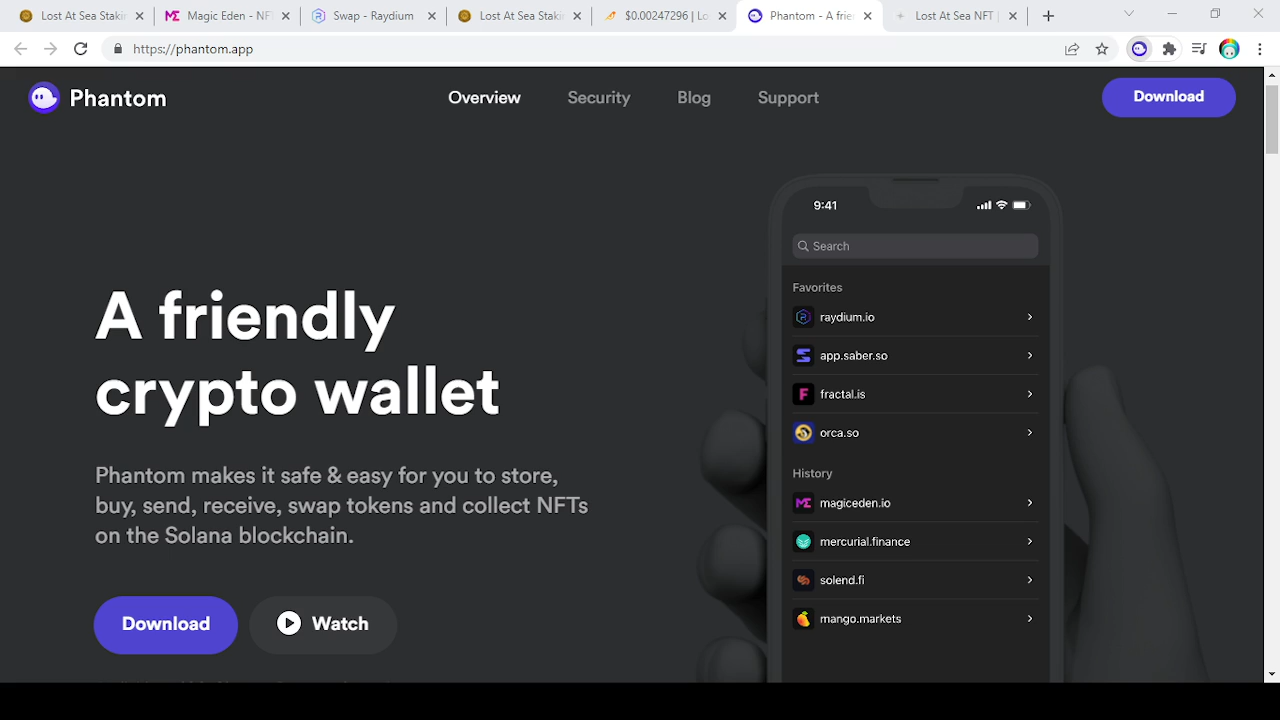 Lost At Sea Stakin
Magic Eden - NF
Swap - Raydium
Lost At Sea Stakin
$0.00247296 | Lo
Phantom - A frie
Lost At Sea NFT |
https://phantom.app
Phantom
Overview
Security
Blog
Support
Download
9:41
Search
Favorites
raydium.io
app.saber.so
fractal.is
orca.so
History
magiceden.io
mercurial.finance
solend.fi
mango.markets
A friendly
crypto wallet
Phantom makes it safe & easy for you to store,
buy, send, receive, swap tokens and collect NFTs
on the Solana blockchain.
Download
Watch